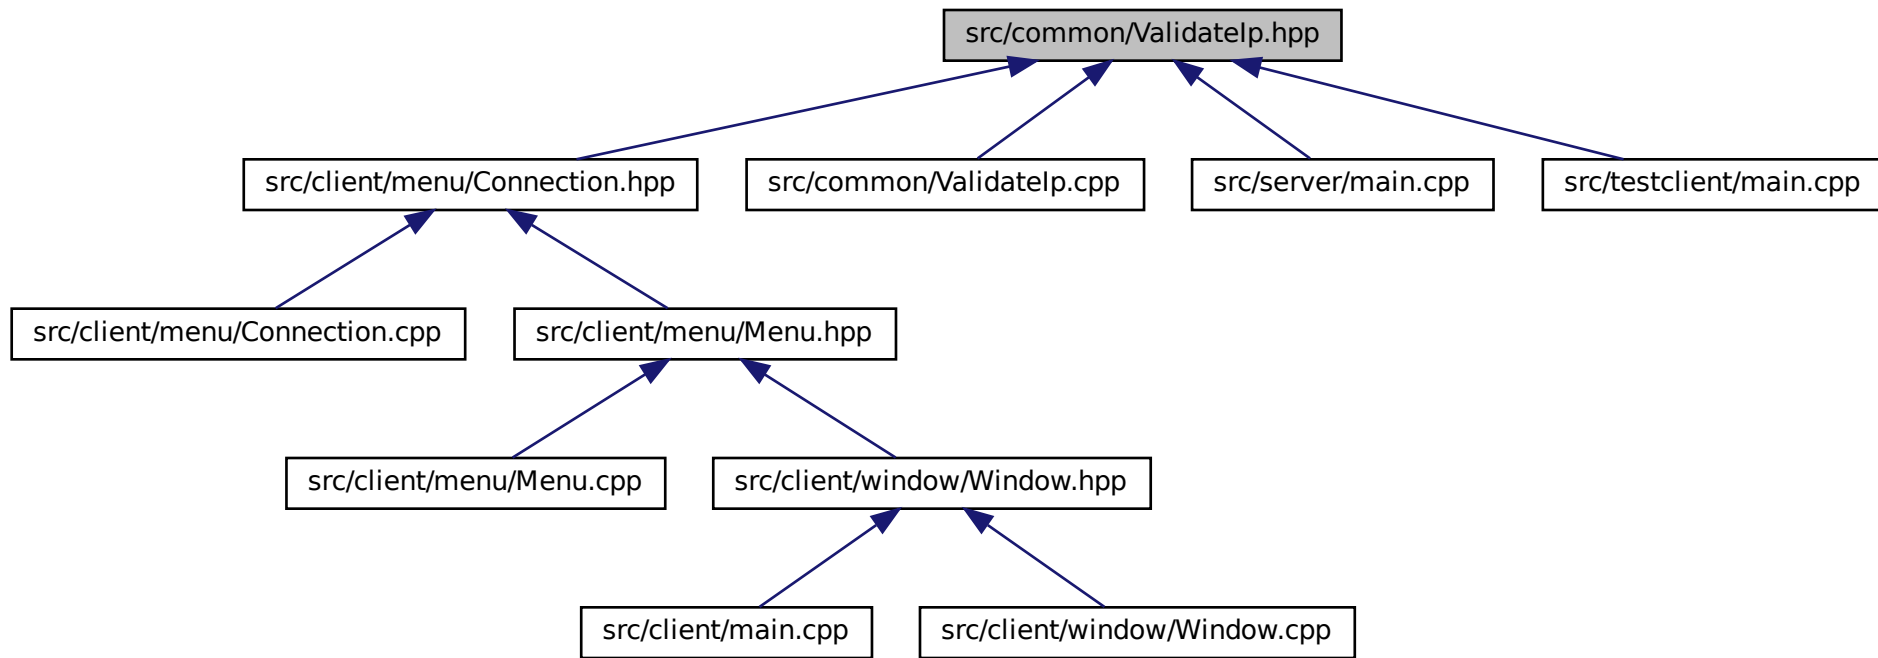 src/common/ValidateIp.hpp
src/client/menu/Connection.hpp
src/common/ValidateIp.cpp
src/server/main.cpp
src/testclient/main.cpp
src/client/menu/Connection.cpp
src/client/menu/Menu.hpp
src/client/menu/Menu.cpp
src/client/window/Window.hpp
src/client/main.cpp
src/client/window/Window.cpp